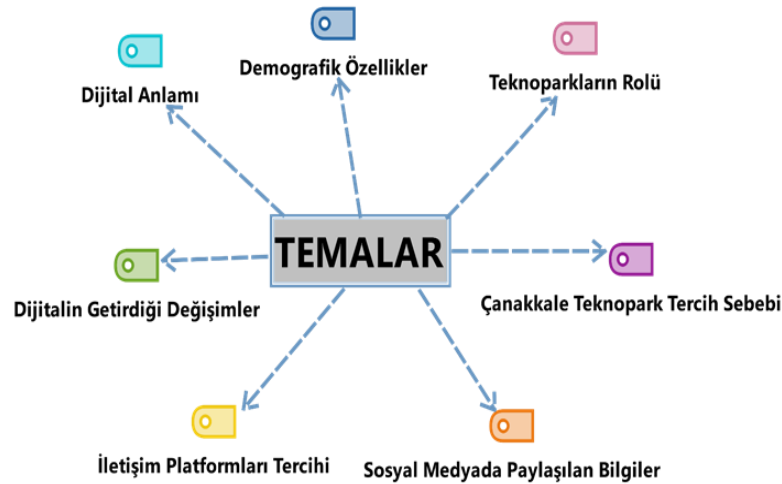 Demografik Özellikler
Teknoparkların Rolü
Dijital Anlamı
TEMALAR
Dijitalin Getirdiği Değişimler
Çanakkale Teknopark Tercih Sebebi
İletişim Platformları Tercihi
Sosyal Medyada Paylaşılan Bilgiler